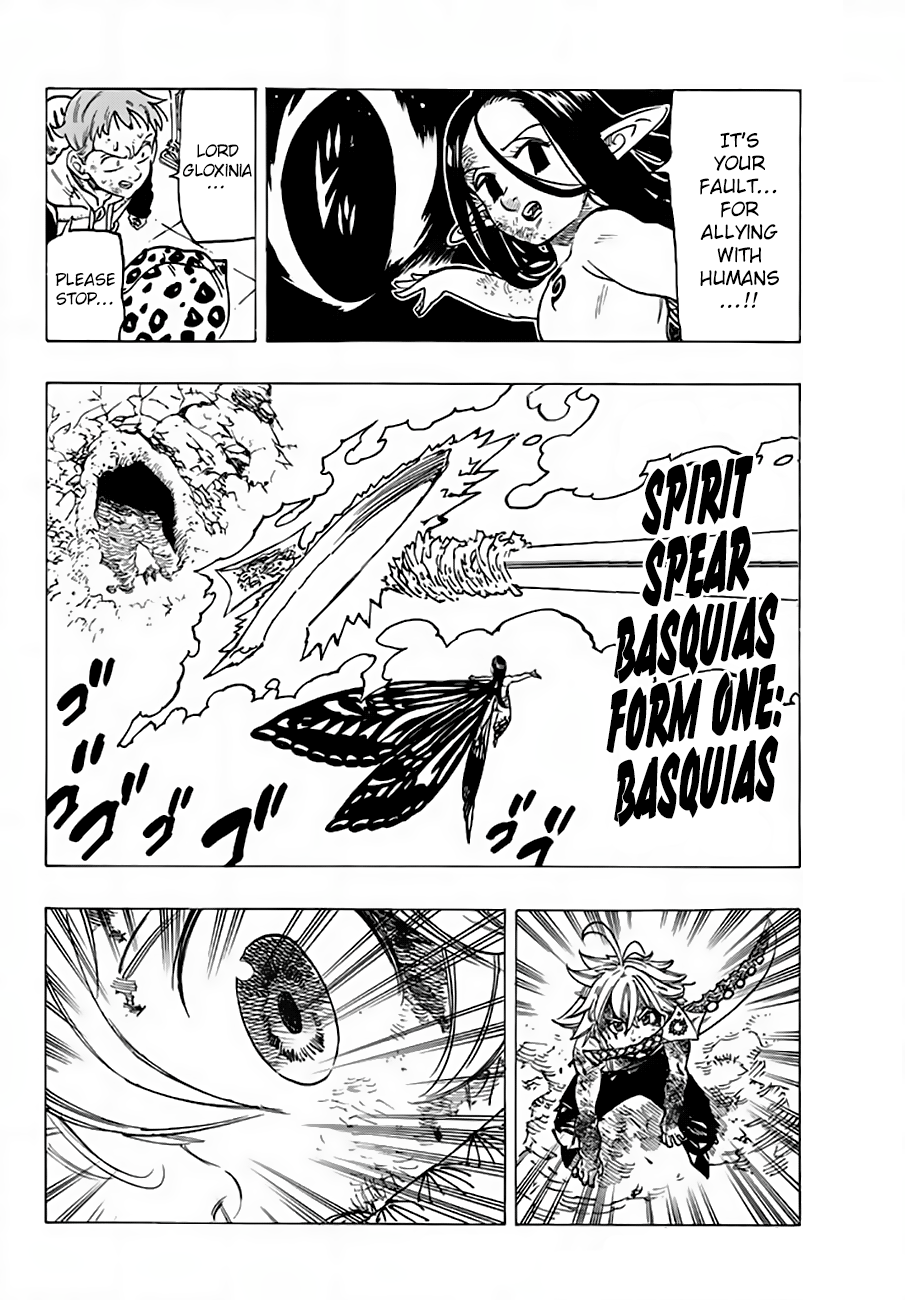 IT'S
YOUR
FAULT...
FOR
ALLYING
WITH
HUMANS
...!!
LORD
GLOXINIA
...
PLEASE
STOP...
SPIRIT
SPEAR
BASQUIAS
FORM ONE:
BASQUIAS
ゴ
ゴ
ゴ
ゴ
ゴ
ゴ
ゴ